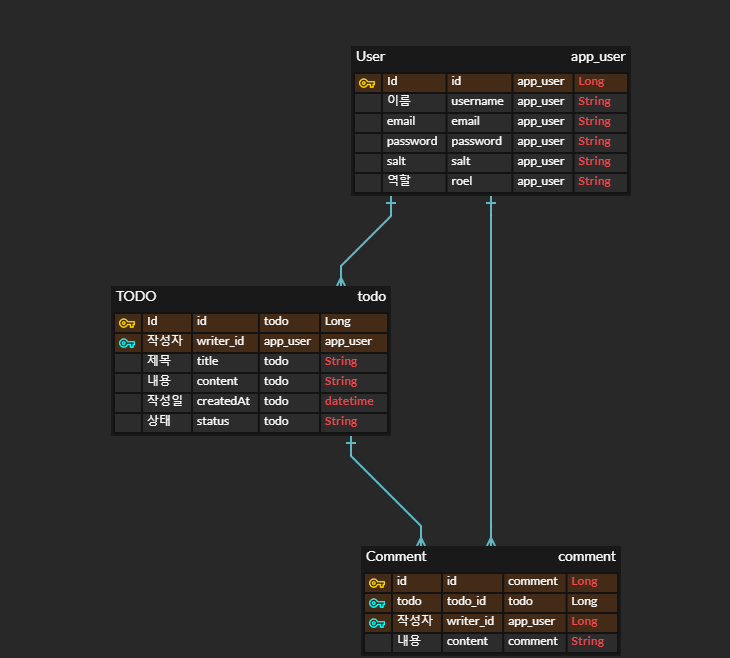 User app_user
Id id app_user Long
이름 username app_user String
email email app_user String
password password app_user String
salt salt app_user String
역할 roel app_user String
TODO todo
Id id todo Long
작성자 writer_id app_user app_user
제목 title todo String
내용 content todo String
작성일 createdAt todo datetime
상태 status todo String
Comment comment
id id comment Long
todo todo_id todo Long
작성자 writer_id app_user Long
내용 content comment String